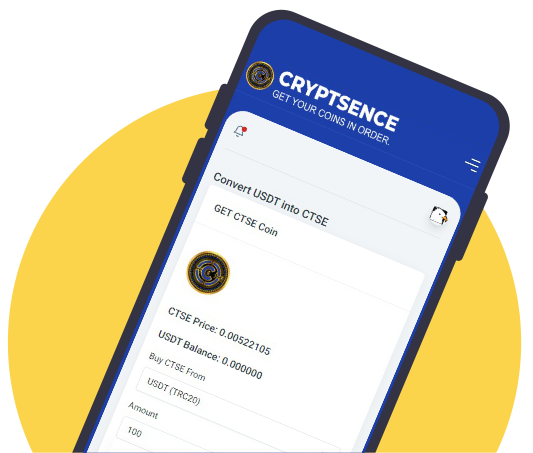 CRYPTSENCE
GET YOUR COINS IN ORDER.
Convert USDT into CTSE
GET CTSE Coin
CTSE Price: 0.00522105
USDT Balance: 0.000000
Buy CTSE From
USDT (TRC20)
Amount
100